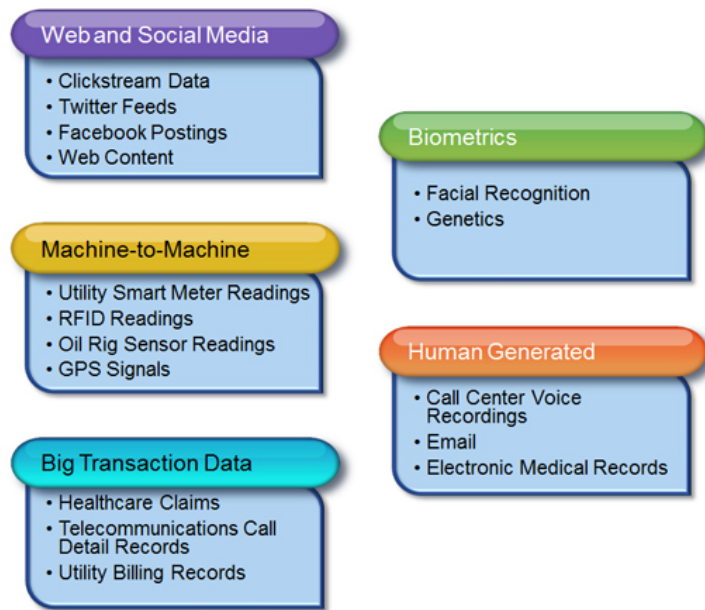 Web and Social Media
• Clickstream Data
• Twitter Feeds
• Facebook Postings
• Web Content
Machine-to-Machine
• Utility Smart Meter Readings
• RFID Readings
• Oil Rig Sensor Readings
• GPS Signals
Big Transaction Data
• Healthcare Claims
• Telecommunications Call
Detail Records
• Utility Billing Records
Biometrics
• Facial Recognition
• Genetics
Human Generated
• Call Center Voice
Recordings
• Email
• Electronic Medical Records